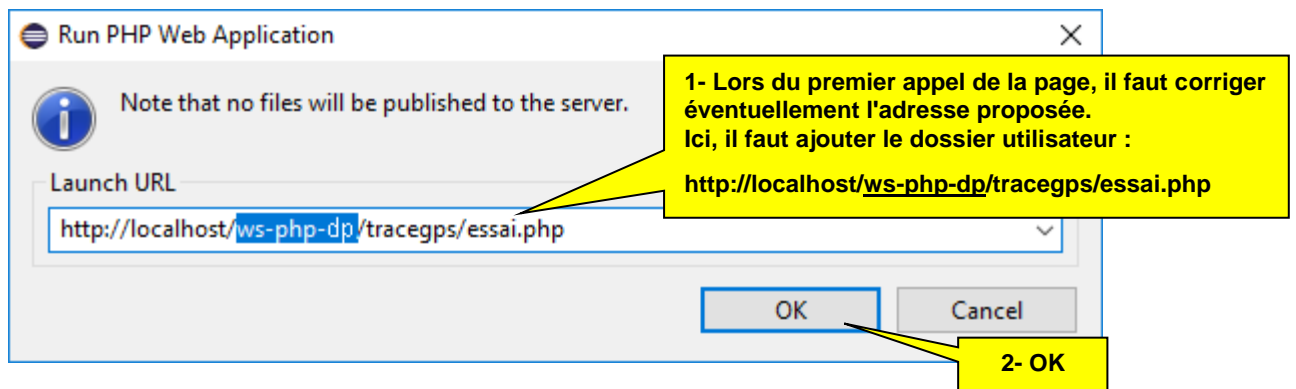 Run PHP Web Application
Note that no files will be published to the server.
1- Lors du premier appel de la page, il faut corriger
éventuellement l'adresse proposée.
Ici, il faut ajouter le dossier utilisateur :
http://localhost/ws-php-dp/tracegps/essai.php
Launch URL
http://localhost/ws-php-dp/tracegps/essai.php
OK
Cancel
2- OK